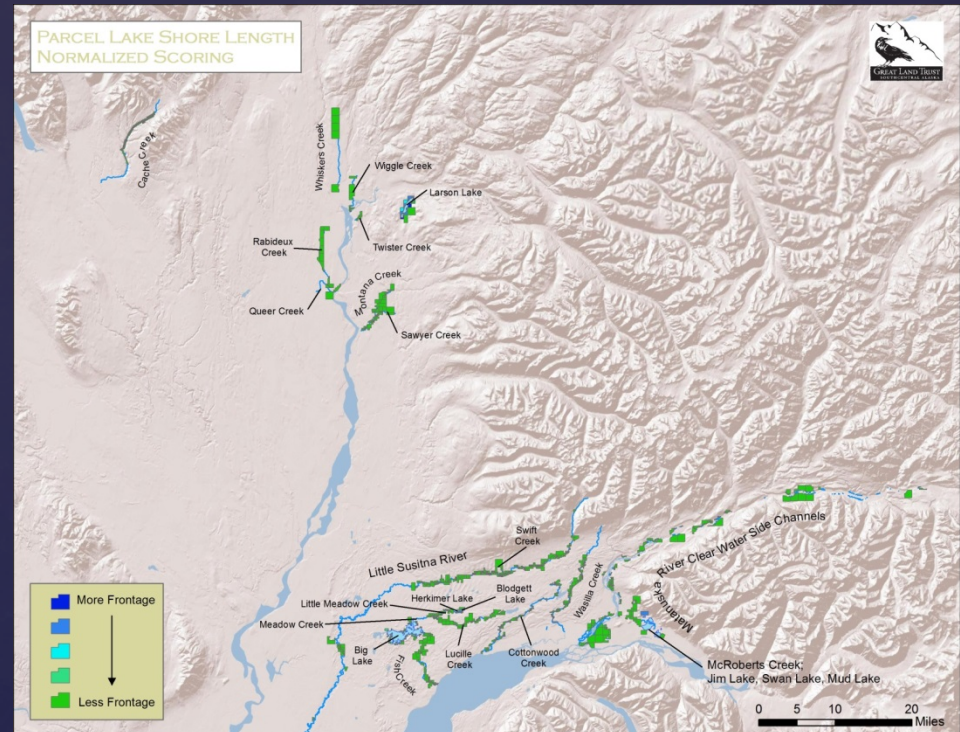 PARCEL LAKE SHORE LENGTH
NORMALIZED SCORING
GREAT LAND TRUST
SOUTHCENTRAL ALASKA
Cache Creek
Whiskers Creek
Wiggle Creek
Larson Lake
Twister Creek
Rabideux
Creek
Montana Creek
Queer Creek
Sawyer Creek
River Clear Water Side Channels
Matanuska
Swift
Creek
Little Susitna River
Wasilla Creek
Blodgett
Lake
Herkimer Lake
Little Meadow Creek
Meadow Creek
Big
Lake
Fish Creek
Lucille
Creek
Cottonwood
Creek
McRoberts Creek;
Jim Lake, Swan Lake, Mud Lake
More Frontage
Less Frontage
0 5 10 20
Miles